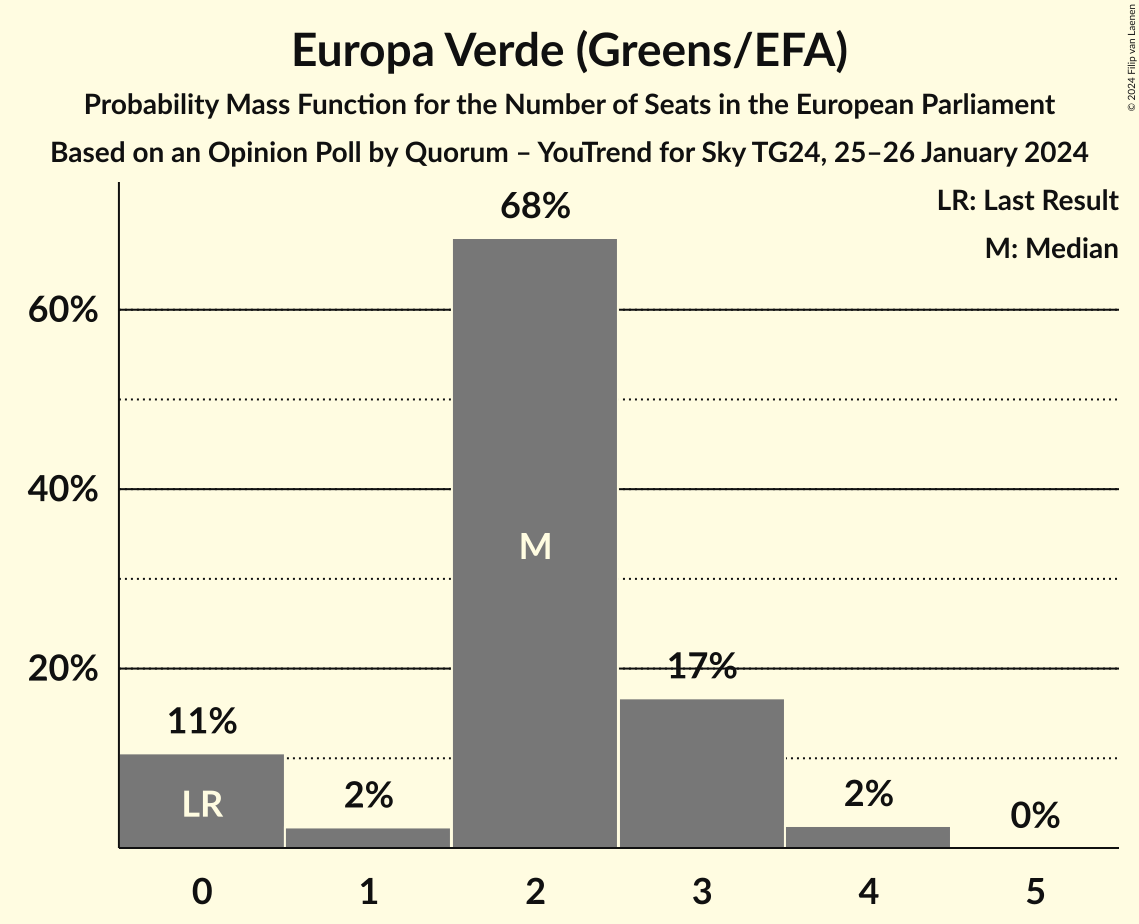 Europa Verde (Greens/EFA)
Probability Mass Function for the Number of Seats in the European Parliament
Based on an Opinion Poll by Quorum – YouTrend for Sky TG24, 25–26 January 2024
© 2024 Filip van Laenen
LR: Last Result
M: Median
68%
60%
40%
M
20%
17%
11%
LR
2%
2%
0%
0 1 2 3 4 5